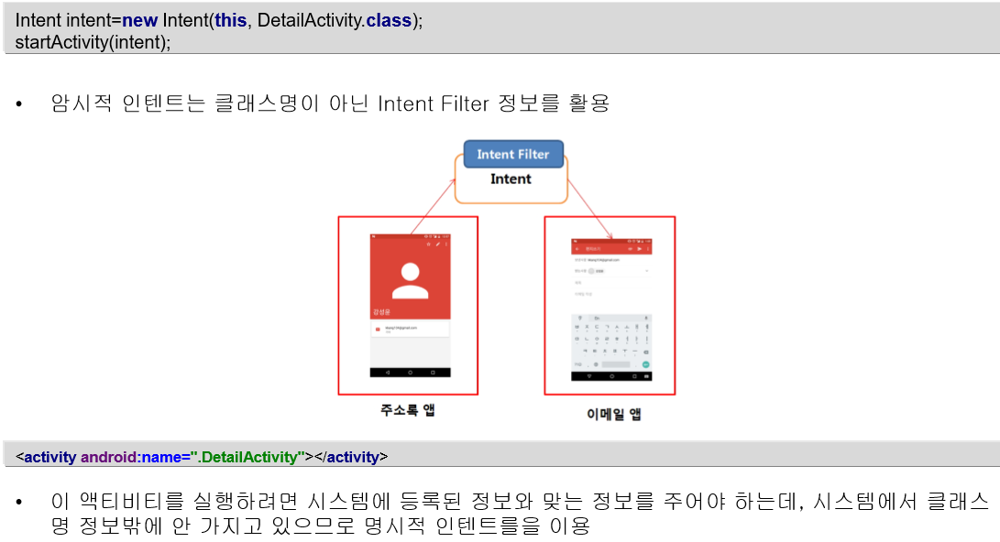 Intent intent=new Intent(this, DetailActivity.class);
startActivity(intent);
• 암시적 인텐트는 클래스명이 아닌 Intent Filter 정보를 활용
Intent Filter
Intent
강성윤
주소록 앱
이메일 앱
<activity android:name=".DetailActivity"></activity>
• 이 액티비티를 실행하려면 시스템에 등록된 정보와 맞는 정보를 주어야 하는데, 시스템에서 클래스
명 정보밖에 안 가지고 있으므로 명시적 인텐트를을 이용